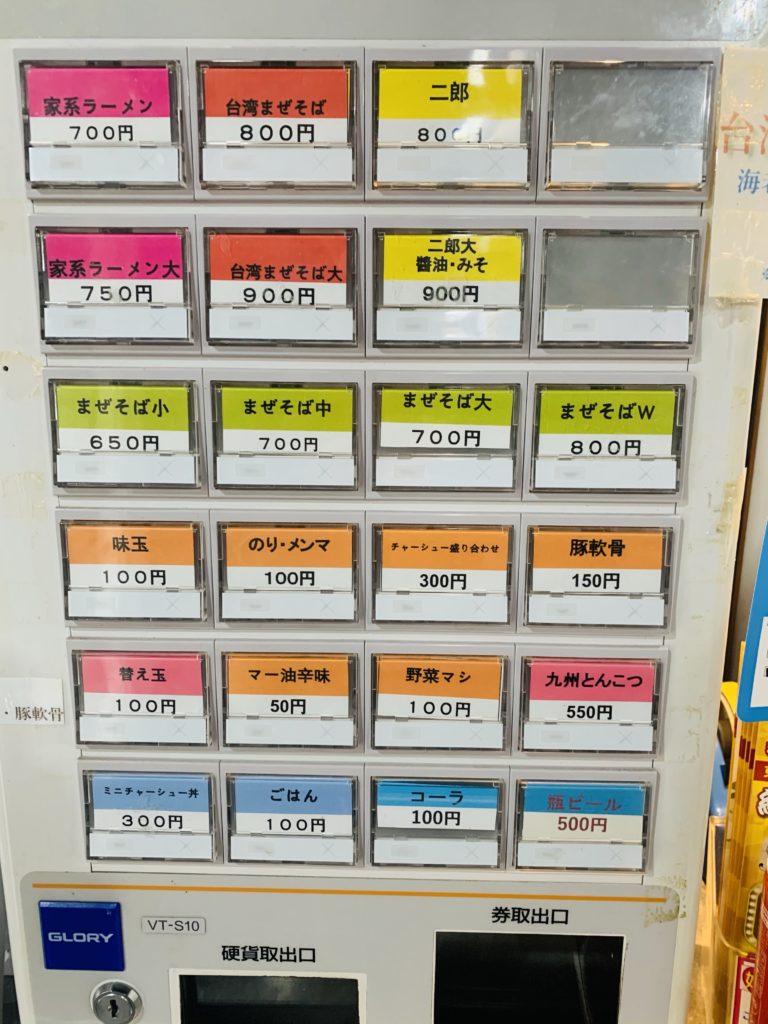 家系ラーメン
700円
台湾まぜそば
800円
二郎
800円
家系ラーメン大
750円
台湾まぜそば大
900円
二郎大
醬油・みそ
900円
まぜそば小
650円
まぜそば中
700円
まぜそば大
700円
まぜそばW
800円
味玉
100円
のり・メンマ
100円
チャーシュー盛り合わせ
300円
豚軟骨
150円
替え玉
100円
マー油辛味
50円
野菜マシ
100円
九州とんこつ
550円
ミニチャーシュー丼
300円
ごはん
100円
コーラ
100円
瓶ビール
500円
・豚軟骨
台
海
GLORY
VT-S10
硬貨取出口
券取出口